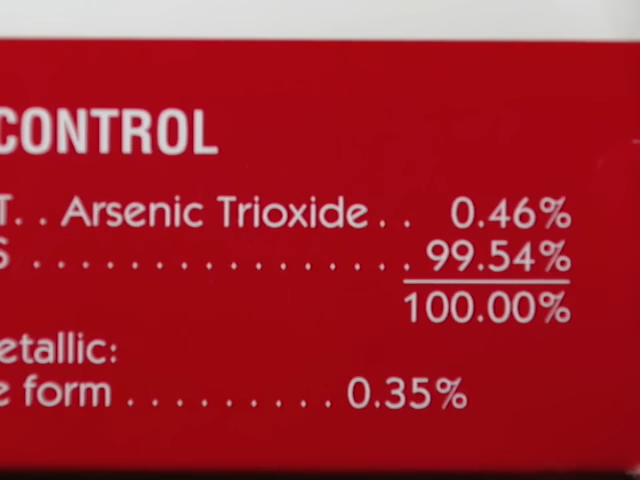 CONTROL
T. . Arsenic Trioxide . . 0.46%
S . . . . . . . . . . . . . . . . . 99.54%
100.00%
etallic:
e form . . . . . . . . . . 0.35%